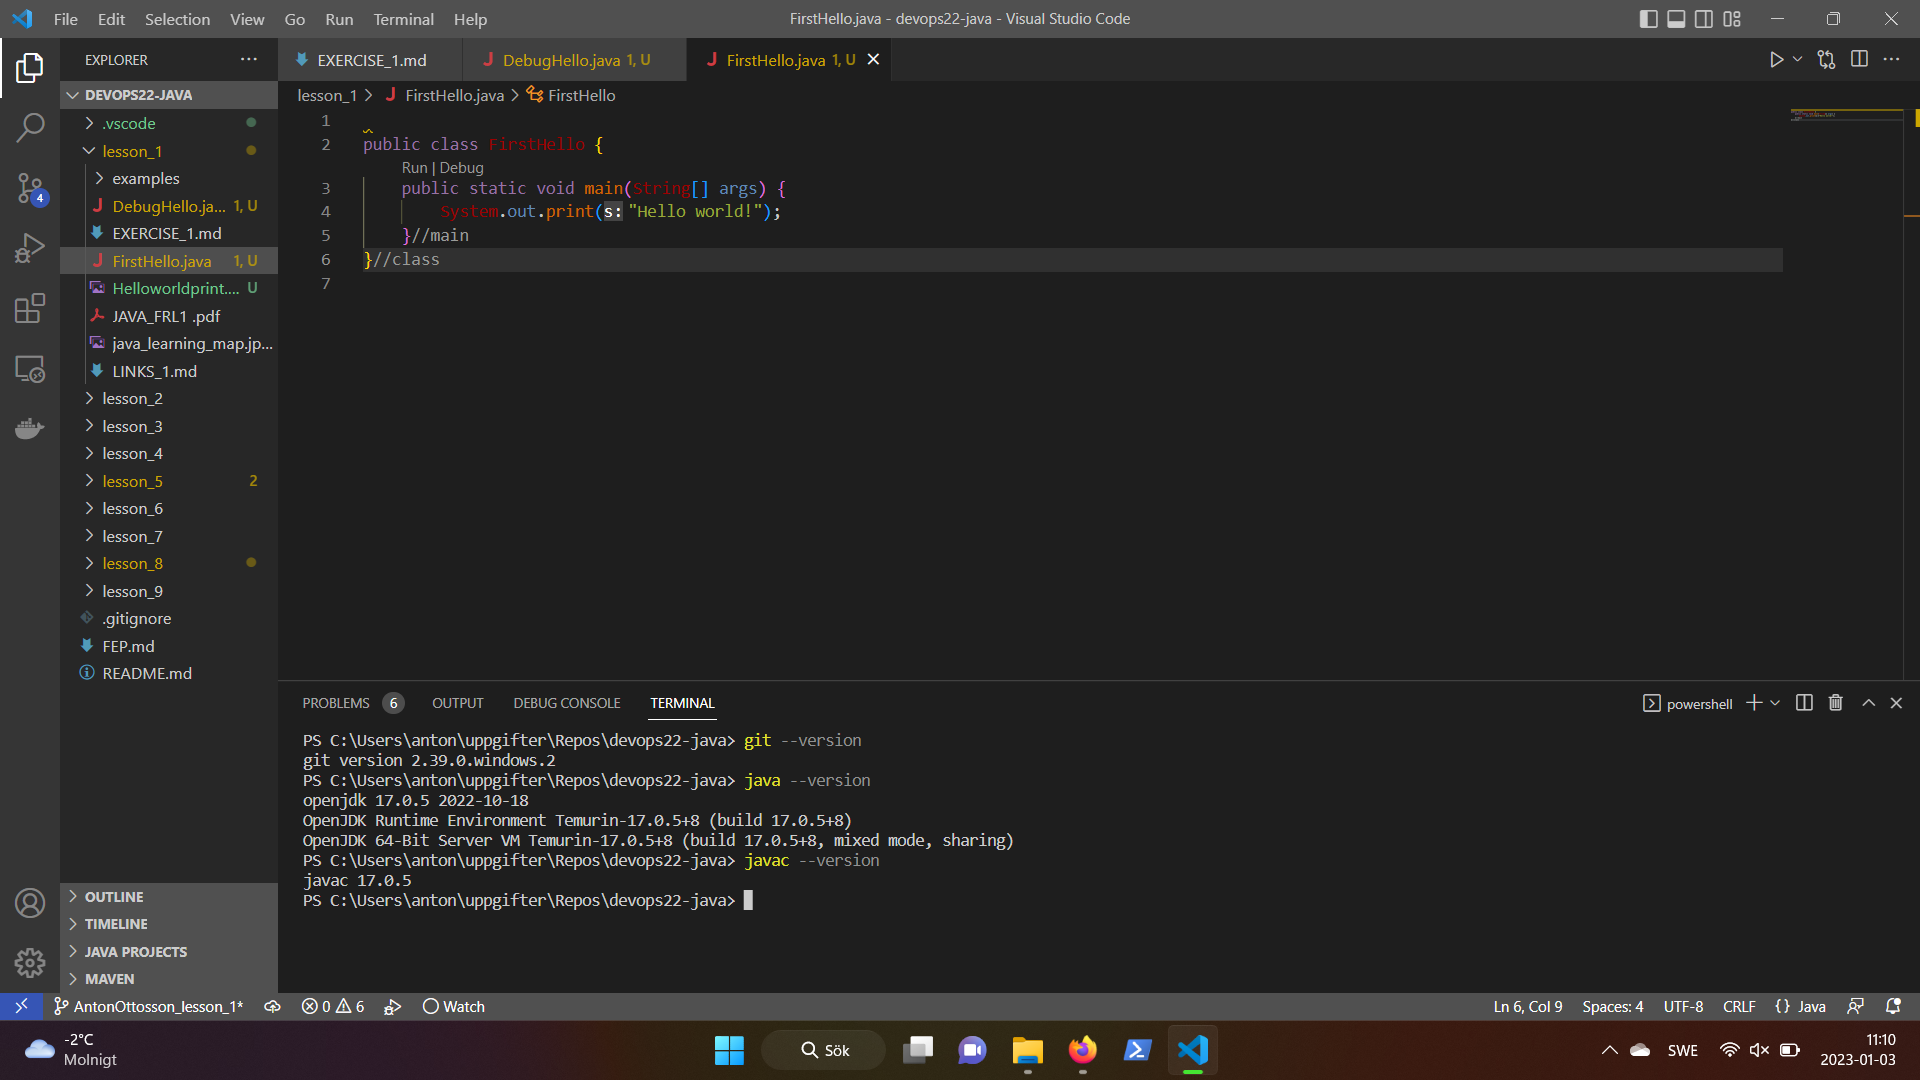 File Edit Selection View Go Run Terminal Help
FirstHello.java - devops22-java - Visual Studio Code
EXPLORER
EXERCISE_1.md
DebugHello.java 1, U
FirstHello.java 1, U
DEVOPS22-JAVA
.vscode
lesson_1
examples
DebugHello.ja... 1, U
EXERCISE_1.md
FirstHello.java 1, U
Helloworldprint.... U
JAVA_FRL1 .pdf
java_learning_map.jp...
LINKS_1.md
lesson_2
lesson_3
lesson_4
lesson_5 2
lesson_6
lesson_7
lesson_8
lesson_9
.gitignore
FEP.md
README.md
OUTLINE
TIMELINE
JAVA PROJECTS
MAVEN
4
lesson_1 > FirstHello.java > FirstHello
1
2 public class FirstHello {
Run | Debug
3 public static void main(String[] args) {
4 System.out.print(s: "Hello world!");
5 }//main
6 }//class
7
PROBLEMS 6 OUTPUT DEBUG CONSOLE TERMINAL
powershell
PS C:\Users\anton\uppgifter\Repos\devops22-java> git --version
git version 2.39.0.windows.2
PS C:\Users\anton\uppgifter\Repos\devops22-java> java --version
openjdk 17.0.5 2022-10-18
OpenJDK Runtime Environment Temurin-17.0.5+8 (build 17.0.5+8)
OpenJDK 64-Bit Server VM Temurin-17.0.5+8 (build 17.0.5+8, mixed mode, sharing)
PS C:\Users\anton\uppgifter\Repos\devops22-java> javac --version
javac 17.0.5
PS C:\Users\anton\uppgifter\Repos\devops22-java>
AntonOttosson_lesson_1* 0 6 Watch
Ln 6, Col 9 Spaces: 4 UTF-8 CRLF {} Java
-2°C
Molnigt
Sök
SWE
11:10
2023-01-03